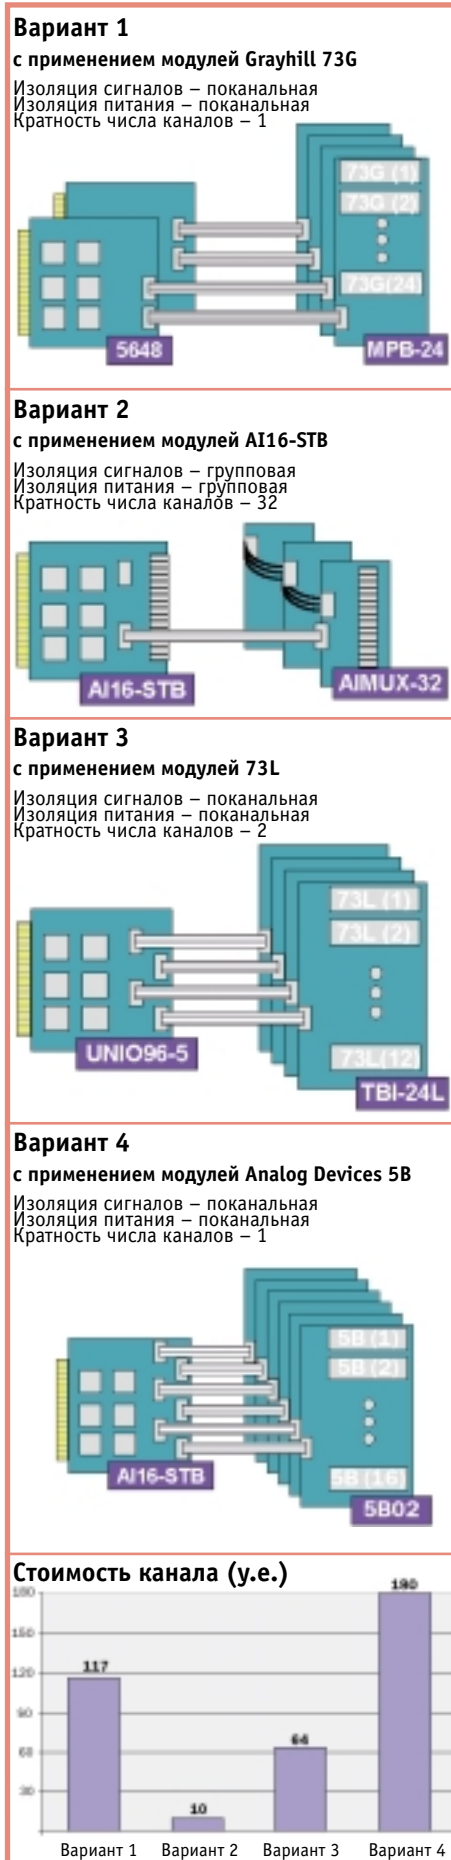 Вариант 1
с применением модулей Grayhill 73G
Изоляция сигналов – поканальная
Изоляция питания – поканальная
Кратность числа каналов – 1
73G (1)
73G (2)
73G(24)
5648
MPB-24
Вариант 2
с применением модулей AI16-STB
Изоляция сигналов – групповая
Изоляция питания – групповая
Кратность числа каналов – 32
AI16-STB
AIMUX-32
Вариант 3
с применением модулей 73L
Изоляция сигналов – поканальная
Изоляция питания – поканальная
Кратность числа каналов – 2
73L (1)
73L (2)
73L(12)
UNIO96-5
TBI-24L
Вариант 4
с применением модулей Analog Devices 5B
Изоляция сигналов – поканальная
Изоляция питания – поканальная
Кратность числа каналов – 1
5B (1)
5B (2)
5B (16)
AI16-STB
5B02
Стоимость канала (у.е.)
180
150
120
90
60
30
117
10
64
180
Вариант 1 Вариант 2 Вариант 3 Вариант 4